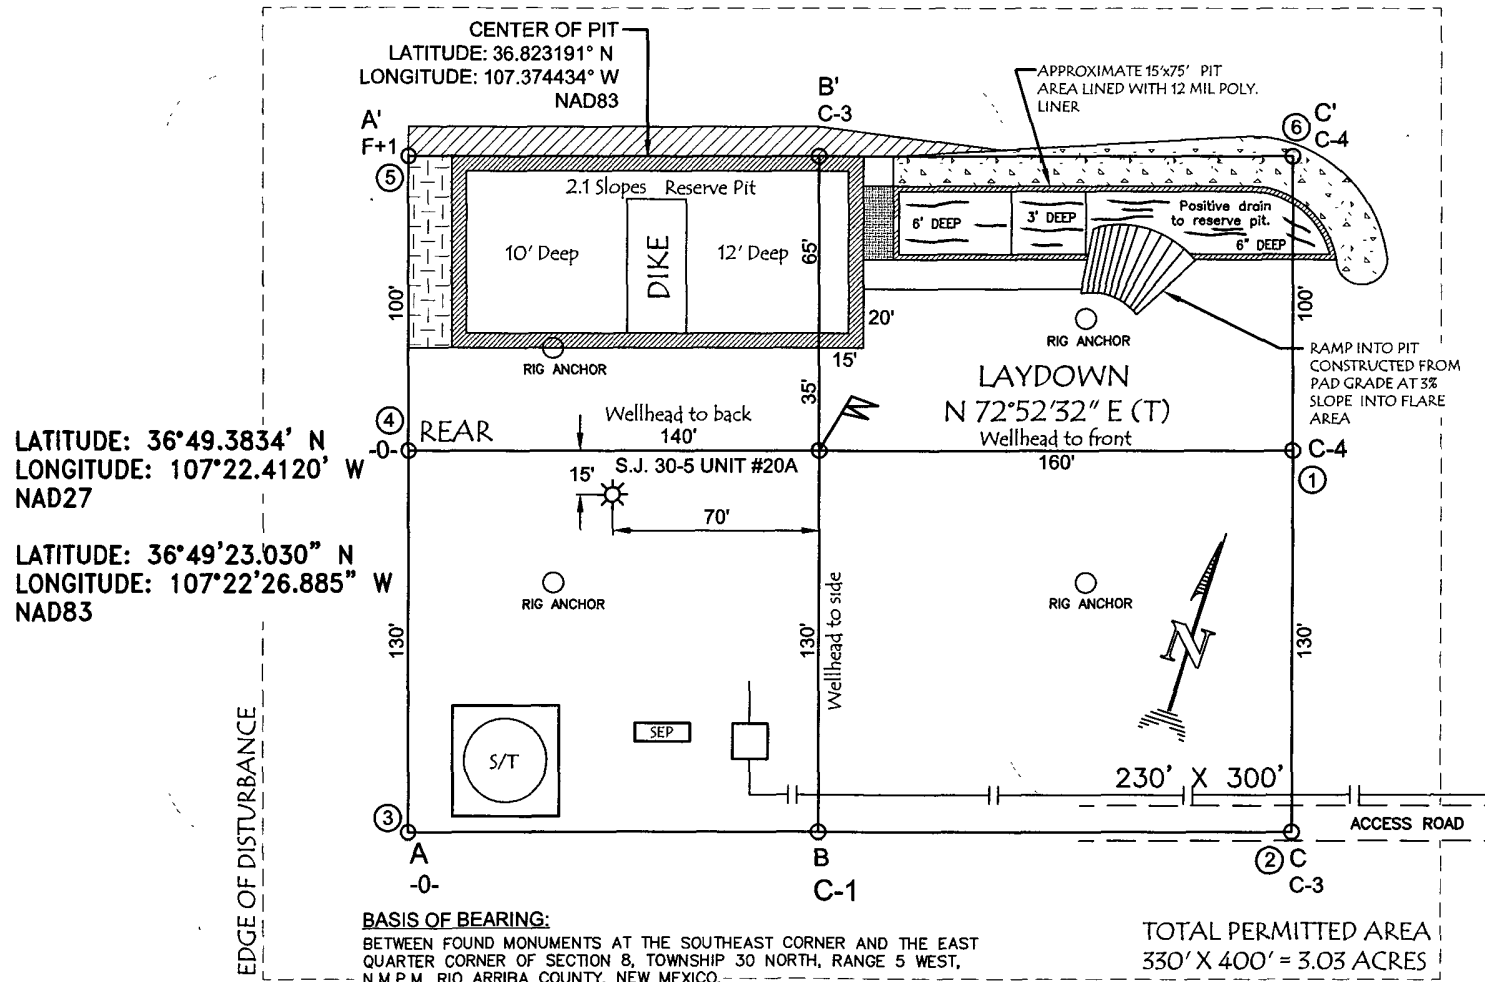 CENTER OF PIT
LATITUDE: 36.823191° N
LONGITUDE: 107.374434° W
NAD83
A'
F+1
B'
C-3
APPROXIMATE 15'x75' PIT
AREA LINED WITH 12 MIL POLY.
LINER
6
C'
C-4
5
2.1 Slopes Reserve Pit
10' Deep
DIKE
12' Deep
65'
6' DEEP
3' DEEP
Positive drain
to reserve pit.
6" DEEP
100'
20'
15'
35'
100'
RIG ANCHOR
RIG ANCHOR
RAMP INTO PIT
CONSTRUCTED FROM
PAD GRADE AT 3%
SLOPE INTO FLARE
AREA
LAYDOWN
N 72°52'32" E (T)
Wellhead to front
160'
4
-0-
REAR
Wellhead to back
140'
C-4
1
LATITUDE: 36°49.3834' N
LONGITUDE: 107°22.4120' W
NAD27
LATITUDE: 36°49'23.030" N
LONGITUDE: 107°22'26.885" W
NAD83
S.J. 30-5 UNIT #20A
15'
70'
RIG ANCHOR
RIG ANCHOR
N
130'
130'
Wellhead to side
130'
S/T
SEP
230' X 300'
ACCESS ROAD
3
A
-0-
B
C-1
2
C
C-3
EDGE OF DISTURBANCE
BASIS OF BEARING:
BETWEEN FOUND MONUMENTS AT THE SOUTHEAST CORNER AND THE EAST
QUARTER CORNER OF SECTION 8, TOWNSHIP 30 NORTH, RANGE 5 WEST,
N.M.P.M. RIO ARRIBA COUNTY, NEW MEXICO.
TOTAL PERMITTED AREA
330' X 400' = 3.03 ACRES